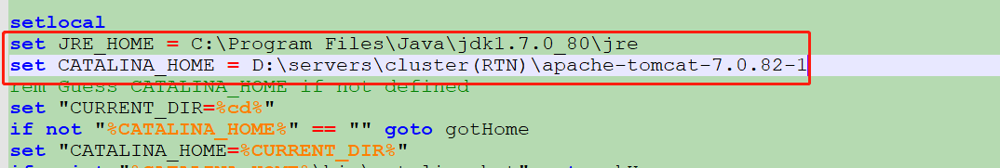 setlocal
set JRE_HOME = C:\Program Files\Java\jdk1.7.0_80\jre
set CATALINA_HOME = D:\servers\cluster(RTN)\apache-tomcat-7.0.82-1
rem Guess CATALINA_HOME if not defined
set "CURRENT_DIR=%cd%"
if not "%CATALINA_HOME%" == "" goto gotHome
set "CATALINA_HOME=%CURRENT_DIR%"